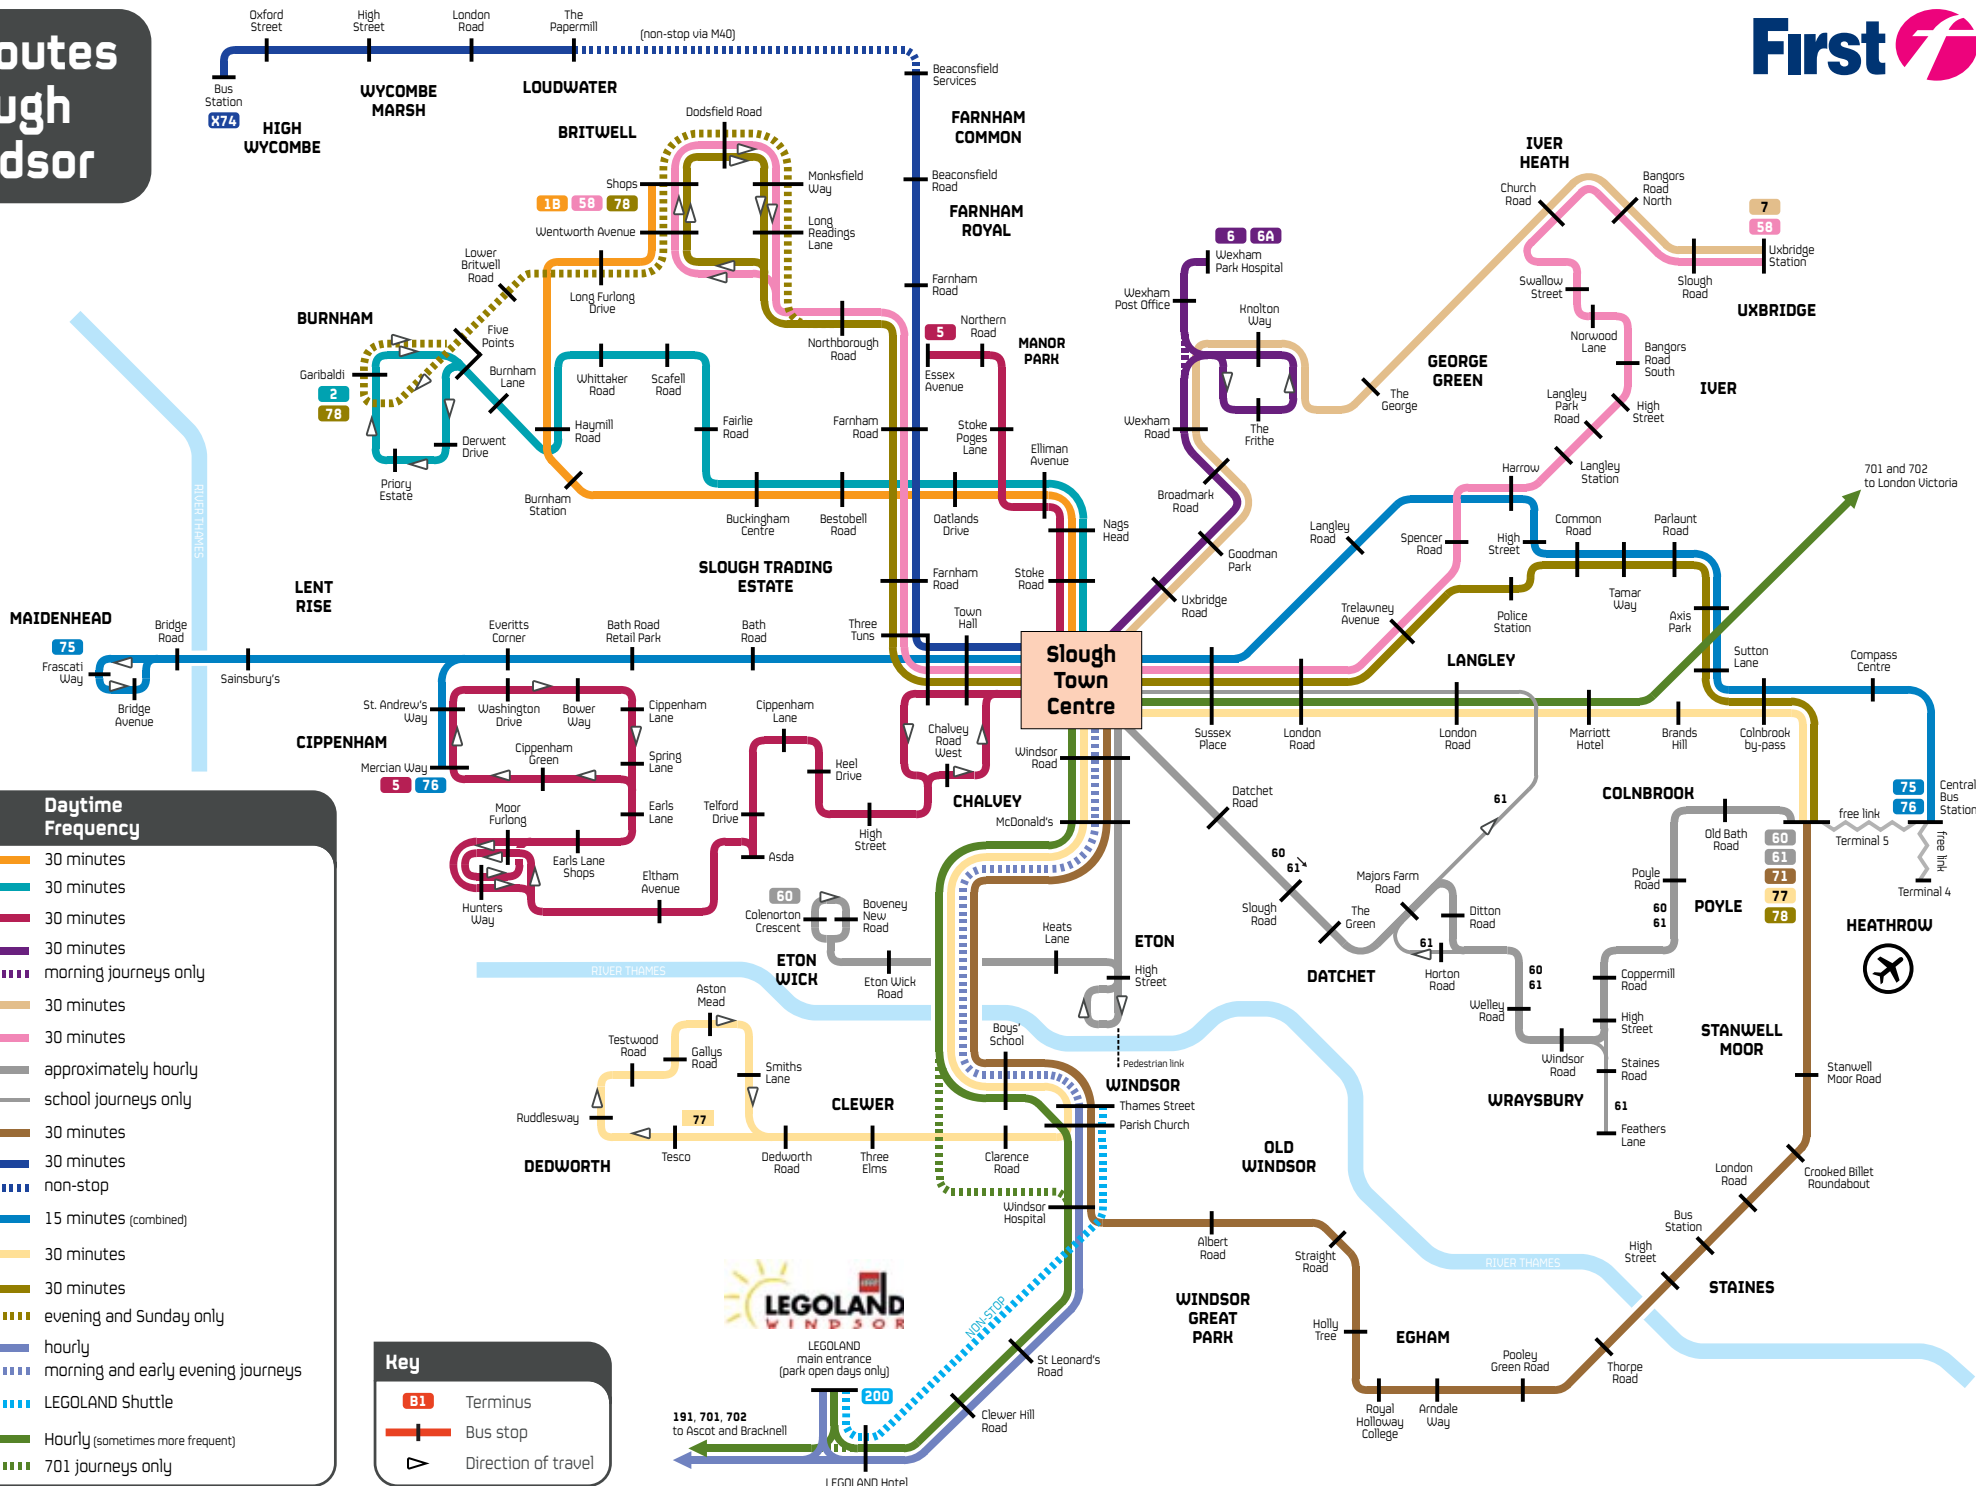 outes
ugh
dsor
First
Oxford
Street
High
Street
London
Road
The
Papermill
(non-stop via M40)
Bus
Station
X74
HIGH
WYCOMBE
WYCOMBE
MARSH
LOUDWATER
Beaconsfield
Services
FARNHAM
COMMON
Beaconsfield
Road
FARNHAM
ROYAL
Farnham
Road
BRITWELL
Dodsfield Road
Shops
1B 58 78
Wentworth Avenue
Monksfield
Way
Long
Readings
Lane
Lower
Britwell
Road
Long Furlong
Drive
Northborough
Road
BURNHAM
Five
Points
Garibaldi
2
78
Burnham
Lane
Derwent
Drive
Priory
Estate
Whittaker
Road
Scafell
Road
Haymill
Road
Fairlie
Road
Burnham
Station
Farnham
Road
Buckingham
Centre
Bestobell
Road
Oatlands
Drive
5
Northern
Road
Essex
Avenue
MANOR
PARK
Stoke
Poges
Lane
Elliman
Avenue
Nags
Head
Stoke
Road
SLOUGH TRADING
ESTATE
Farnham
Road
Three
Tuns
Town
Hall
6 6A
Wexham
Park Hospital
Wexham
Post Office
Knolton
Way
Wexham
Road
The
Frithe
Broadmark
Road
Goodman
Park
Uxbridge
Road
The
George
GEORGE
GREEN
IVER
HEATH
Church
Road
Bangors
Road
North
7
58
Uxbridge
Station
Slough
Road
UXBRIDGE
Swallow
Street
Norwood
Lane
Bangors
Road
South
IVER
High
Street
Langley
Park
Road
Langley
Station
Harrow
Langley
Road
Spencer
Road
High
Street
Common
Road
Parlaunt
Road
Tamar
Way
Police
Station
Trelawney
Avenue
Axis
Park
Sutton
Lane
LANGLEY
701 and 702
to London Victoria
Compass
Centre
RIVER THAMES
MAIDENHEAD
75
Frascati
Way
Bridge
Avenue
Bridge
Road
LENT
RISE
Sainsbury's
Everitts
Corner
Bath Road
Retail Park
Bath
Road
Slough
Town
Centre
St. Andrew's
Way
Washington
Drive
Bower
Way
Cippenham
Lane
CIPPENHAM
Mercian Way
5 76
Cippenham
Green
Spring
Lane
Moor
Furlong
Earls
Lane
Earls Lane
Shops
Hunters
Way
Eltham
Avenue
Asda
Telford
Drive
Cippenham
Lane
Keel
Drive
High
Street
Chalvey
Road
West
CHALVEY
Windsor
Road
McDonald's
Sussex
Place
London
Road
London
Road
Marriott
Hotel
Brands
Hill
Colnbrook
by-pass
75
76
Central
Bus
Station
COLNBROOK
Old Bath
Road
free link
Terminal 5
free link
Terminal 4
60
61
71
77
78
HEATHROW
Poyle
Road
60
61
POYLE
Coppermill
Road
High
Street
Staines
Road
61
Feathers
Lane
Windsor
Road
WRAYSBURY
Welley
Road
60
61
Horton
Road
61
Ditton
Road
Majors Farm
Road
61
The
Green
DATCHET
Slough
Road
60
61
Datchet
Road
60
Colenorton
Crescent
Boveney
New
Road
ETON
WICK
Eton Wick
Road
Keats
Lane
ETON
High
Street
RIVER THAMES
Pedestrian link
WINDSOR
Boys'
School
Thames Street
Parish Church
Aston
Mead
Testwood
Road
Gallys
Road
Smiths
Lane
Ruddlesway
77
Tesco
Dedworth
Road
Three
Elms
Clarence
Road
CLEWER
DEDWORTH
Windsor
Hospital
OLD
WINDSOR
Albert
Road
Straight
Road
WINDSOR
GREAT
PARK
Holly
Tree
EGHAM
Royal
Holloway
College
Arndale
Way
Pooley
Green Road
Thorpe
Road
STAINES
High
Street
Bus
Station
London
Road
Crooked Billet
Roundabout
Stanwell
Moor Road
STANWELL
MOOR
RIVER THAMES
LEGO
LEGOLAND
WINDSOR
LEGOLAND
main entrance
(park open days only)
200
NON-STOP
St Leonard's
Road
Clewer Hill
Road
LEGOLAND Hotel
191, 701, 702
to Ascot and Bracknell
Daytime
Frequency
30 minutes
30 minutes
30 minutes
30 minutes
morning journeys only
30 minutes
30 minutes
approximately hourly
school journeys only
30 minutes
30 minutes
non-stop
15 minutes (combined)
30 minutes
30 minutes
evening and Sunday only
hourly
morning and early evening journeys
LEGOLAND Shuttle
Hourly (sometimes more frequent)
701 journeys only
Key
B1 Terminus
Bus stop
Direction of travel